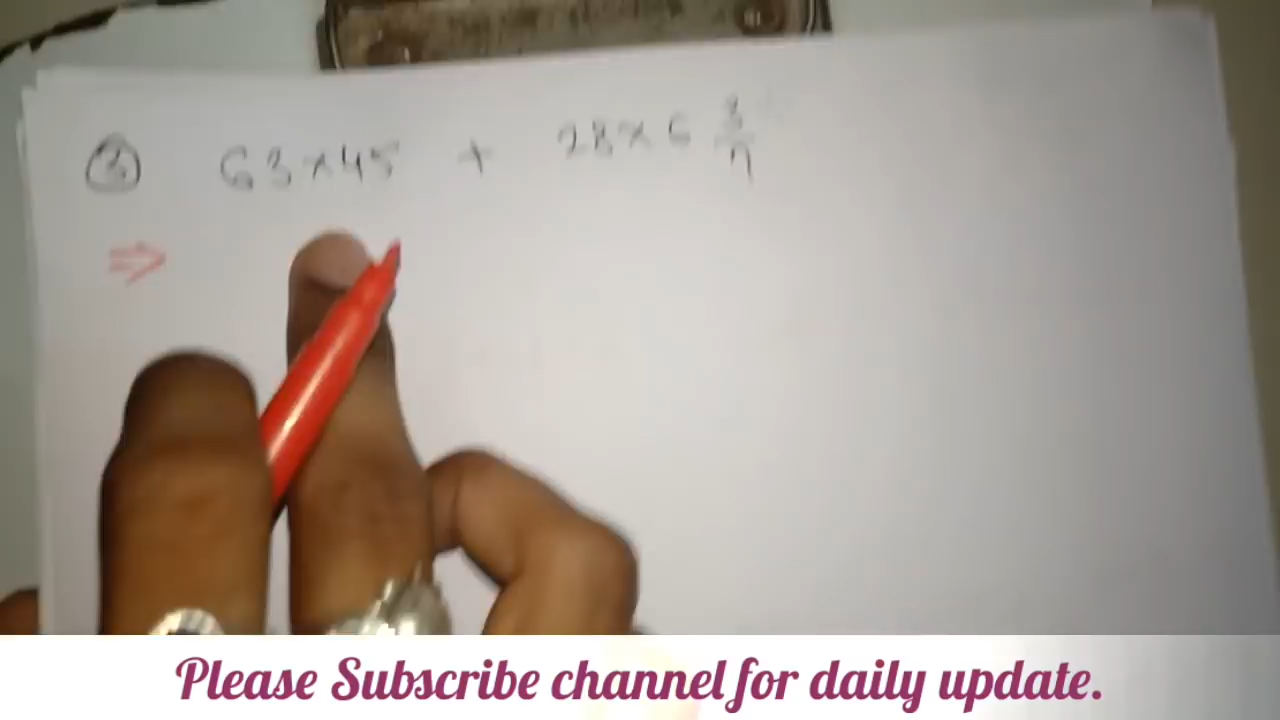 ③ 63×45 + 28×6 3/7
⇒
Please Subscribe channel for daily update.